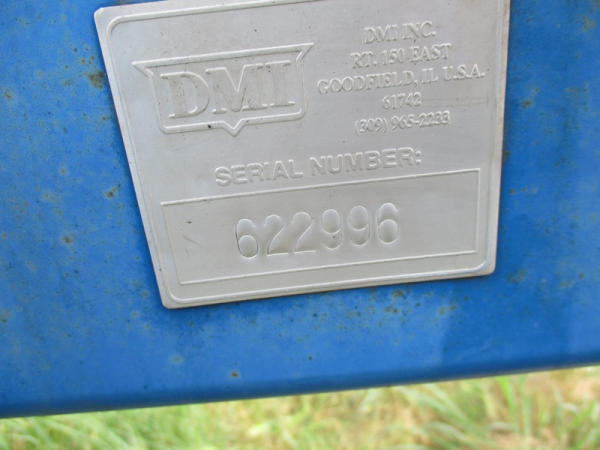 DMI
DMI INC.
RT. 150 EAST
GOODFIELD, IL U.S.A.
61742
(309) 965-2233
SERIAL NUMBER:
622996